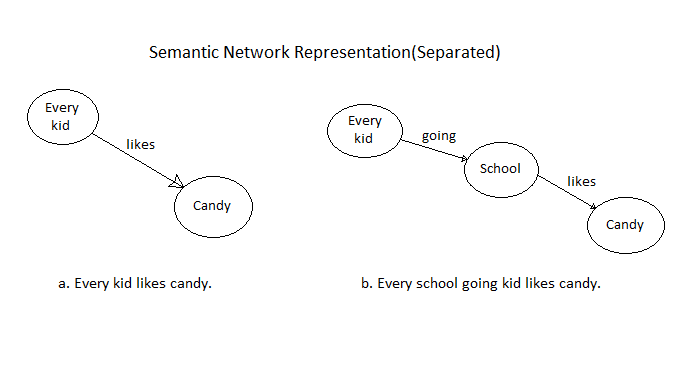 Semantic Network Representation(Separated)
Every
kid
likes
Candy
a. Every kid likes candy.
Every
kid
going
School
likes
Candy
b. Every school going kid likes candy.